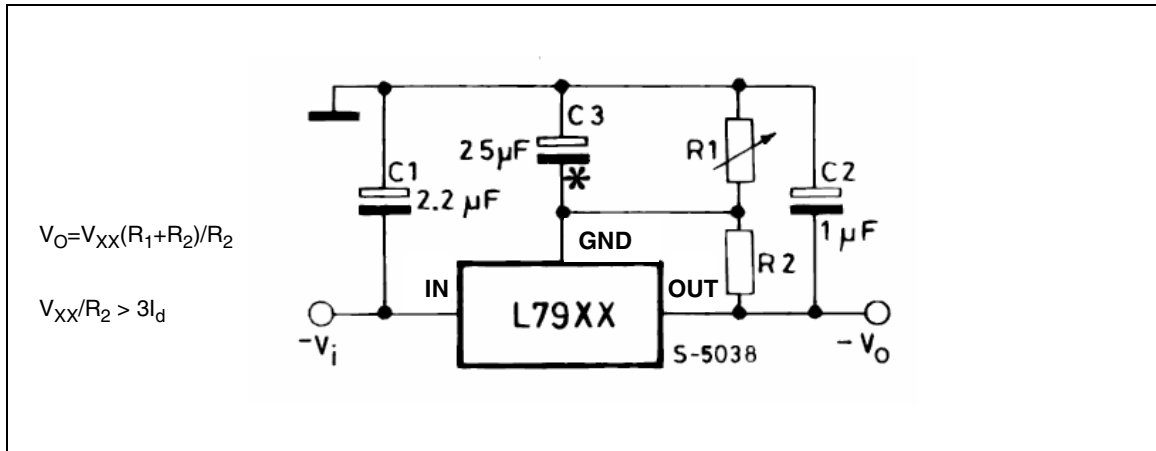 C3
25µF
*
R1
C1
2.2 µF
C2
1 µF
V_O=V_XX(R_1+R_2)/R_2
GND
R2
V_XX/R_2 > 3I_d
IN
OUT
L79XX
-V_i
S-5038
-V_O